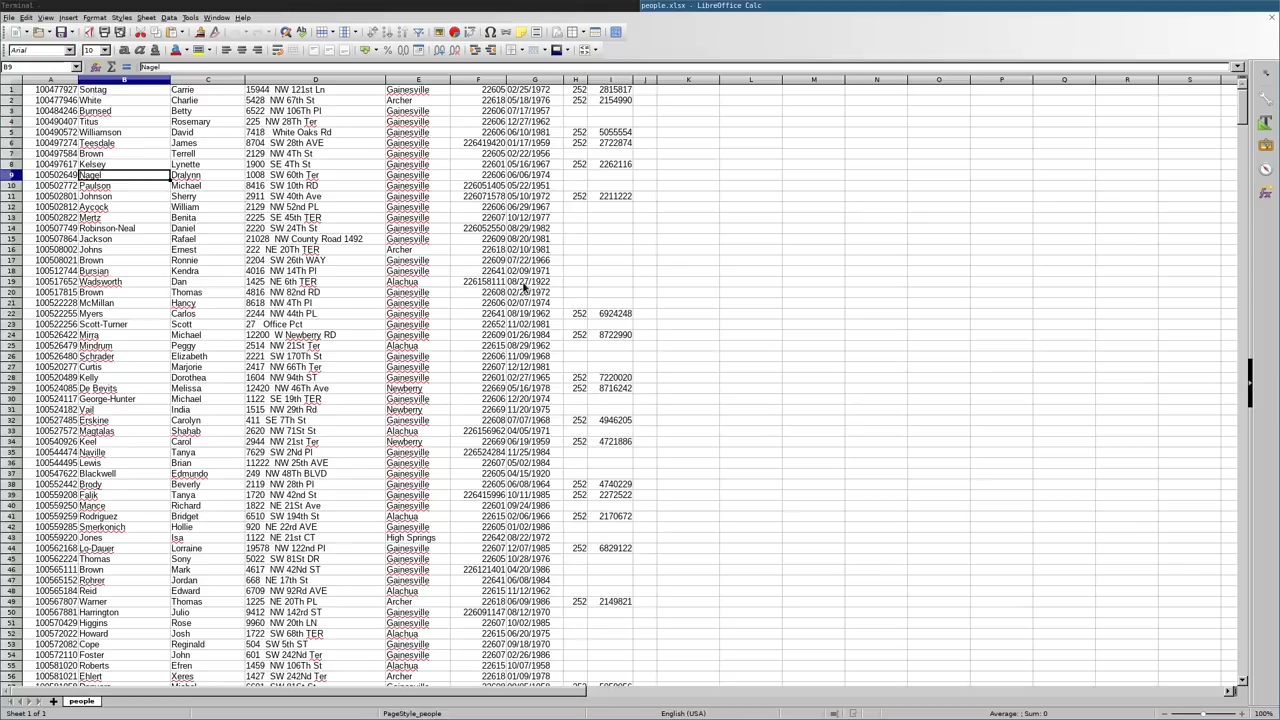 Terminal -
people.xlsx - LibreOffice Calc
File Edit View Insert Format Styles Sheet Data Tools Window Help
Arial 10
B9 Nagel
A B C D E F G H I J K L M N O P Q R S
1 100477927 Sontag Carrie 15944 NW 121st Ln Gainesville 22605 02/25/1972 252 2815817
2 100477946 White Charlie 5428 NW 67th St Archer 22618 05/18/1976 252 2154990
3 100484246 Burnsed Betty 6522 NW 106th Pl Gainesville 22606 07/17/1957
4 100490407 Titus Rosemary 225 NW 28Th Ter Gainesville 22606 12/27/1962
5 100490572 Williamson David 7418 White Oaks Rd Gainesville 22606 06/10/1981 252 5055554
6 100497274 Teesdale James 8704 SW 28th AVE Gainesville 226419420 01/17/1959 252 2722874
7 100497584 Brown Terrell 2129 NW 4Th St Gainesville 22605 02/22/1956
8 100497617 Kelsey Lynette 1900 SE 4Th St Gainesville 22601 05/16/1967 252 2262116
9 100502649 Nagel Dralynn 1008 SW 60th Ter Gainesville 22606 06/06/1974
10 100502772 Paulson Michael 8416 SW 10th RD Gainesville 226051405 05/22/1951
11 100502801 Johnson Sherry 2911 SW 40th Ave Gainesville 226071578 05/10/1972 252 2211222
12 100502812 Aycock William 2129 NW 52nd PL Gainesville 22606 06/29/1967
13 100502822 Mertz Benita 2225 SE 45th TER Gainesville 22607 10/12/1977
14 100507749 Robinson-Neal Daniel 2220 SW 24Th St Gainesville 226052550 08/29/1982
15 100507864 Jackson Rafael 21028 NW County Road 1492 Gainesville 22609 08/20/1981
16 100508002 Johns Ernest 222 NE 20Th TER Archer 22618 02/10/1981
17 100508021 Brown Ronnie 2204 SW 26th WAY Gainesville 22609 07/22/1966
18 100512744 Bursian Kendra 4016 NW 14Th Pl Gainesville 22641 02/09/1971
19 100517652 Wadsworth Dan 1425 NE 6th TER Alachua 226158111 08/27/1922
20 100517815 Brown Thomas 4816 NW 82nd RD Gainesville 22608
21 100522228 McMillan Hancy 8618 NW 4Th Pl Gainesville 22606 02/07/1974
22 100522255 Myers Carlos 2244 NW 44th PL Gainesville 22641 08/19/1962 252 6924248
23 100522256 Scott-Turner Scott 27 Office Pct Gainesville 22652 11/02/1981
24 100526422 Mirra Michael 12200 W Newberry RD Gainesville 22609 01/26/1984 252 8722990
25 100526479 Mindrum Peggy 2514 NW 21St Ter Alachua 22615 08/29/1962
26 100526480 Schrader Elizabeth 2221 SW 170Th St Gainesville 22606 11/09/1968
27 100520277 Curtis Marjorie 2417 NW 66Th Ter Gainesville 22607 12/12/1981
28 100520489 Kelly Dorothea 1604 NW 94th ST Gainesville 22601 02/27/1965 252 7220020
29 100524085 De Bevits Melissa 12420 NW 46Th Ave Newberry 22669 05/16/1978 252 8716242
30 100524117 George-Hunter Michael 1122 SE 19th TER Gainesville 22606 12/20/1974
31 100524182 Vail India 1515 NW 29th Rd Newberry 22669 11/20/1975
32 100527485 Erskine Carolyn 411 SE 7Th St Gainesville 22608 07/07/1968 252 4946205
33 100527572 Magtalas Shahab 2620 NW 71St St Alachua 226156962 04/05/1971
34 100540926 Keel Carol 2944 NW 21st Ter Newberry 22669 06/19/1959 252 4721886
35 100544474 Naville Tanya 7629 SW 2Nd Pl Gainesville 226524284 11/25/1984
36 100544495 Lewis Brian 11222 NW 25th AVE Gainesville 22607 05/02/1984
37 100547622 Blackwell Edmundo 249 NW 48Th BLVD Gainesville 22605 04/15/1920
38 100552442 Brody Beverly 2119 NW 28th Pl Gainesville 22605 06/08/1964 252 4740229
39 100559208 Falik Tanya 1720 NW 42nd St Gainesville 226415996 10/11/1985 252 2272522
40 100559250 Mance Richard 1822 NE 21St Ave Gainesville 22601 09/24/1986
41 100559259 Rodriguez Bridget 6510 SW 194th St Alachua 22615 02/06/1966 252 2170672
42 100559285 Smerkonich Hollie 920 NE 22rd AVE Gainesville 22605 01/02/1986
43 100559220 Jones Isa 1122 NE 21st CT High Springs 22642 08/22/1972
44 100562168 Lo-Dauer Lorraine 19578 NW 122nd Pl Gainesville 22607 12/07/1985 252 6829122
45 100562224 Thomas Sony 5022 SW 81St DR Gainesville 22605 10/28/1976
46 100565111 Brown Mark 4617 NW 42Nd ST Gainesville 226121401 04/20/1986
47 100565152 Rohrer Jordan 668 NE 17th St Gainesville 22641 06/08/1984
48 100565184 Reid Edward 6709 NW 92Rd AVE Alachua 22615 11/12/1962
49 100567807 Warner Thomas 1225 NE 20Th PL Archer 22618 06/09/1986 252 2149821
50 100567881 Harrington Julio 9412 NW 142rd ST Gainesville 226091147 08/12/1970
51 100570429 Higgins Rose 9960 NW 20th LN Gainesville 22607 10/02/1985
52 100572022 Howard Josh 1722 SW 68th TER Alachua 22615 06/20/1975
53 100572082 Cope Reginald 504 SW 5th ST Gainesville 22607 09/18/1970
54 100572110 Foster John 601 SW 242Nd Ter Gainesville 22607 02/26/1986
55 100581020 Roberts Efren 1459 NW 106Th St Alachua 22615 10/07/1958
56 100581021 Ehlert Xeres 1427 SW 242Nd Ter Archer 22618 01/28/1978
people
Sheet 1 of 1 PageStyle_people English (USA) Average: ; Sum: 0 100%